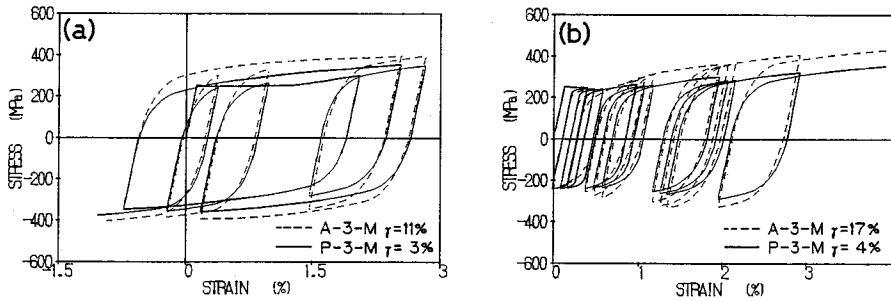 (a)
600
400
200
0
-200
-400
-600
STRESS (MPa)
-1.5
0
1.5
3
STRAIN (%)
A-3-M γ=11%
P-3-M γ= 3%
(b)
600
400
200
0
-200
-400
-600
STRESS (MPa)
0
1
2
3
STRAIN (%)
A-3-M γ=17%
P-3-M γ= 4%